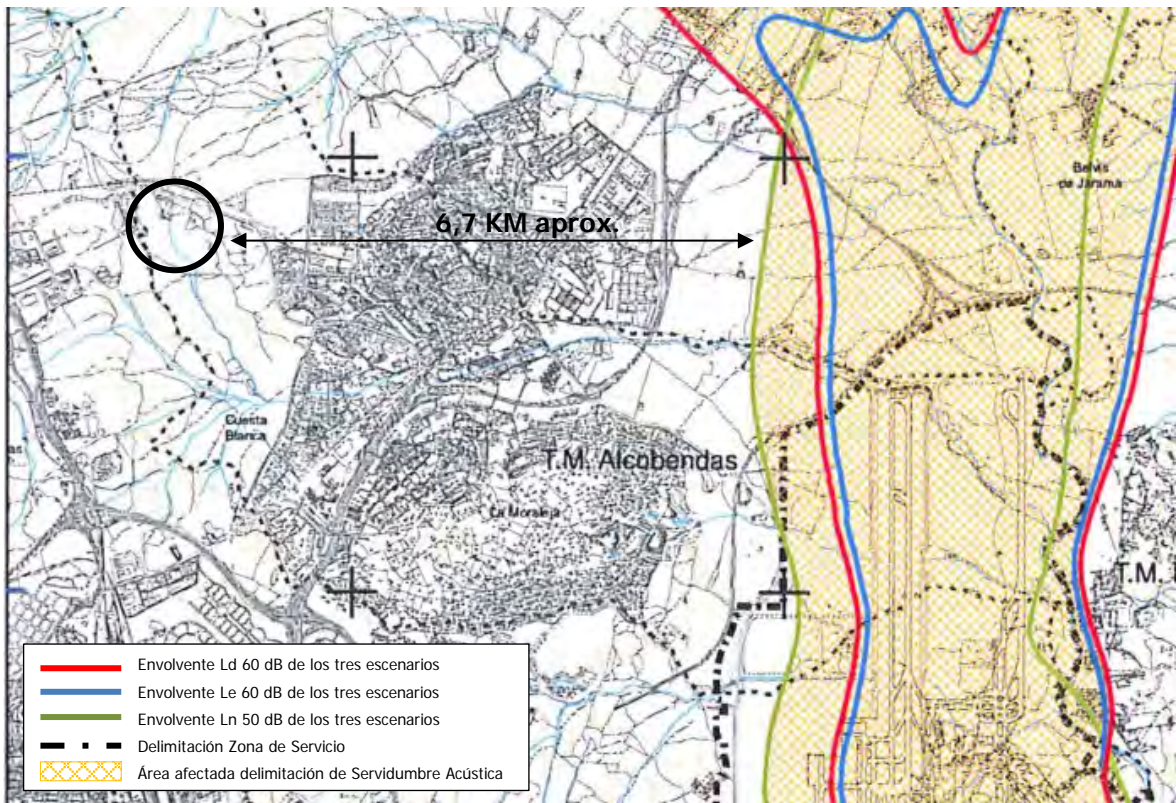 Belvis
de Jarama
6,7 KM aprox.
Cuesta
Blanca
T.M. Alcobendas
La Moraleja
T.M.
Envolvente Ld 60 dB de los tres escenarios
Envolvente Le 60 dB de los tres escenarios
Envolvente Ln 50 dB de los tres escenarios
Delimitación Zona de Servicio
Área afectada delimitación de Servidumbre Acústica